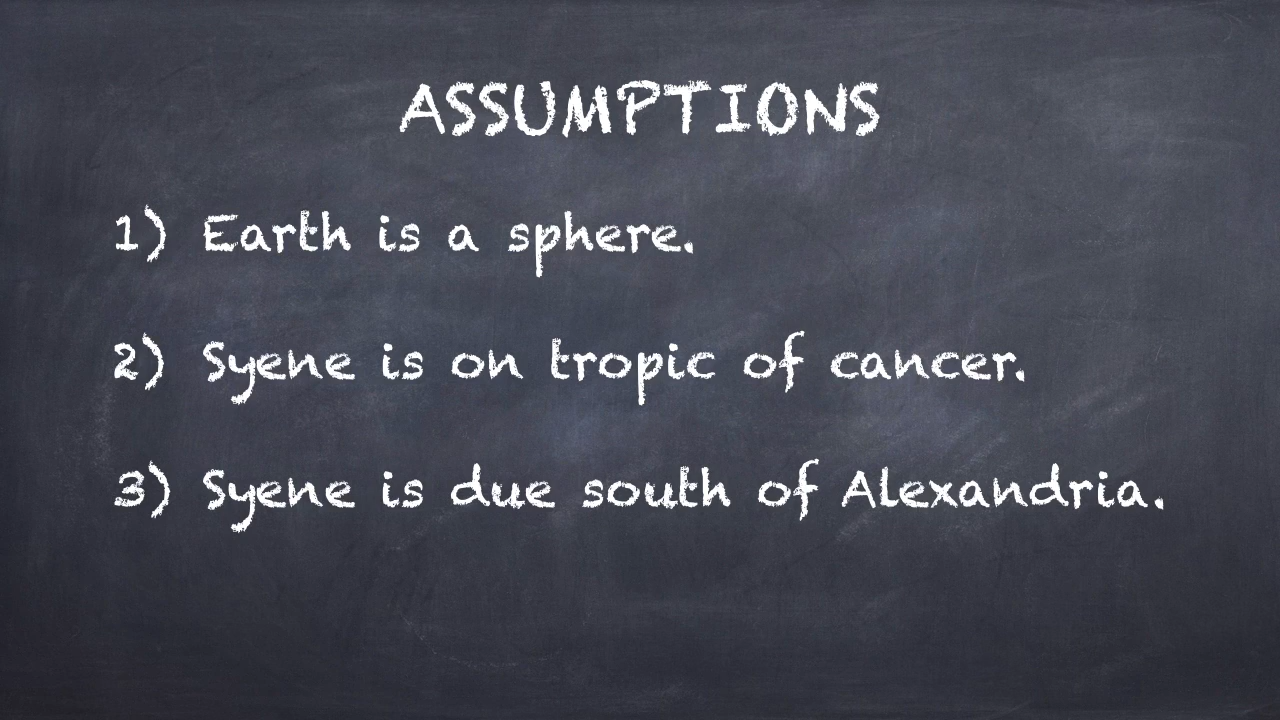 ASSUMPTIONS
1) Earth is a sphere.
2) Syene is on tropic of cancer.
3) Syene is due south of Alexandria.